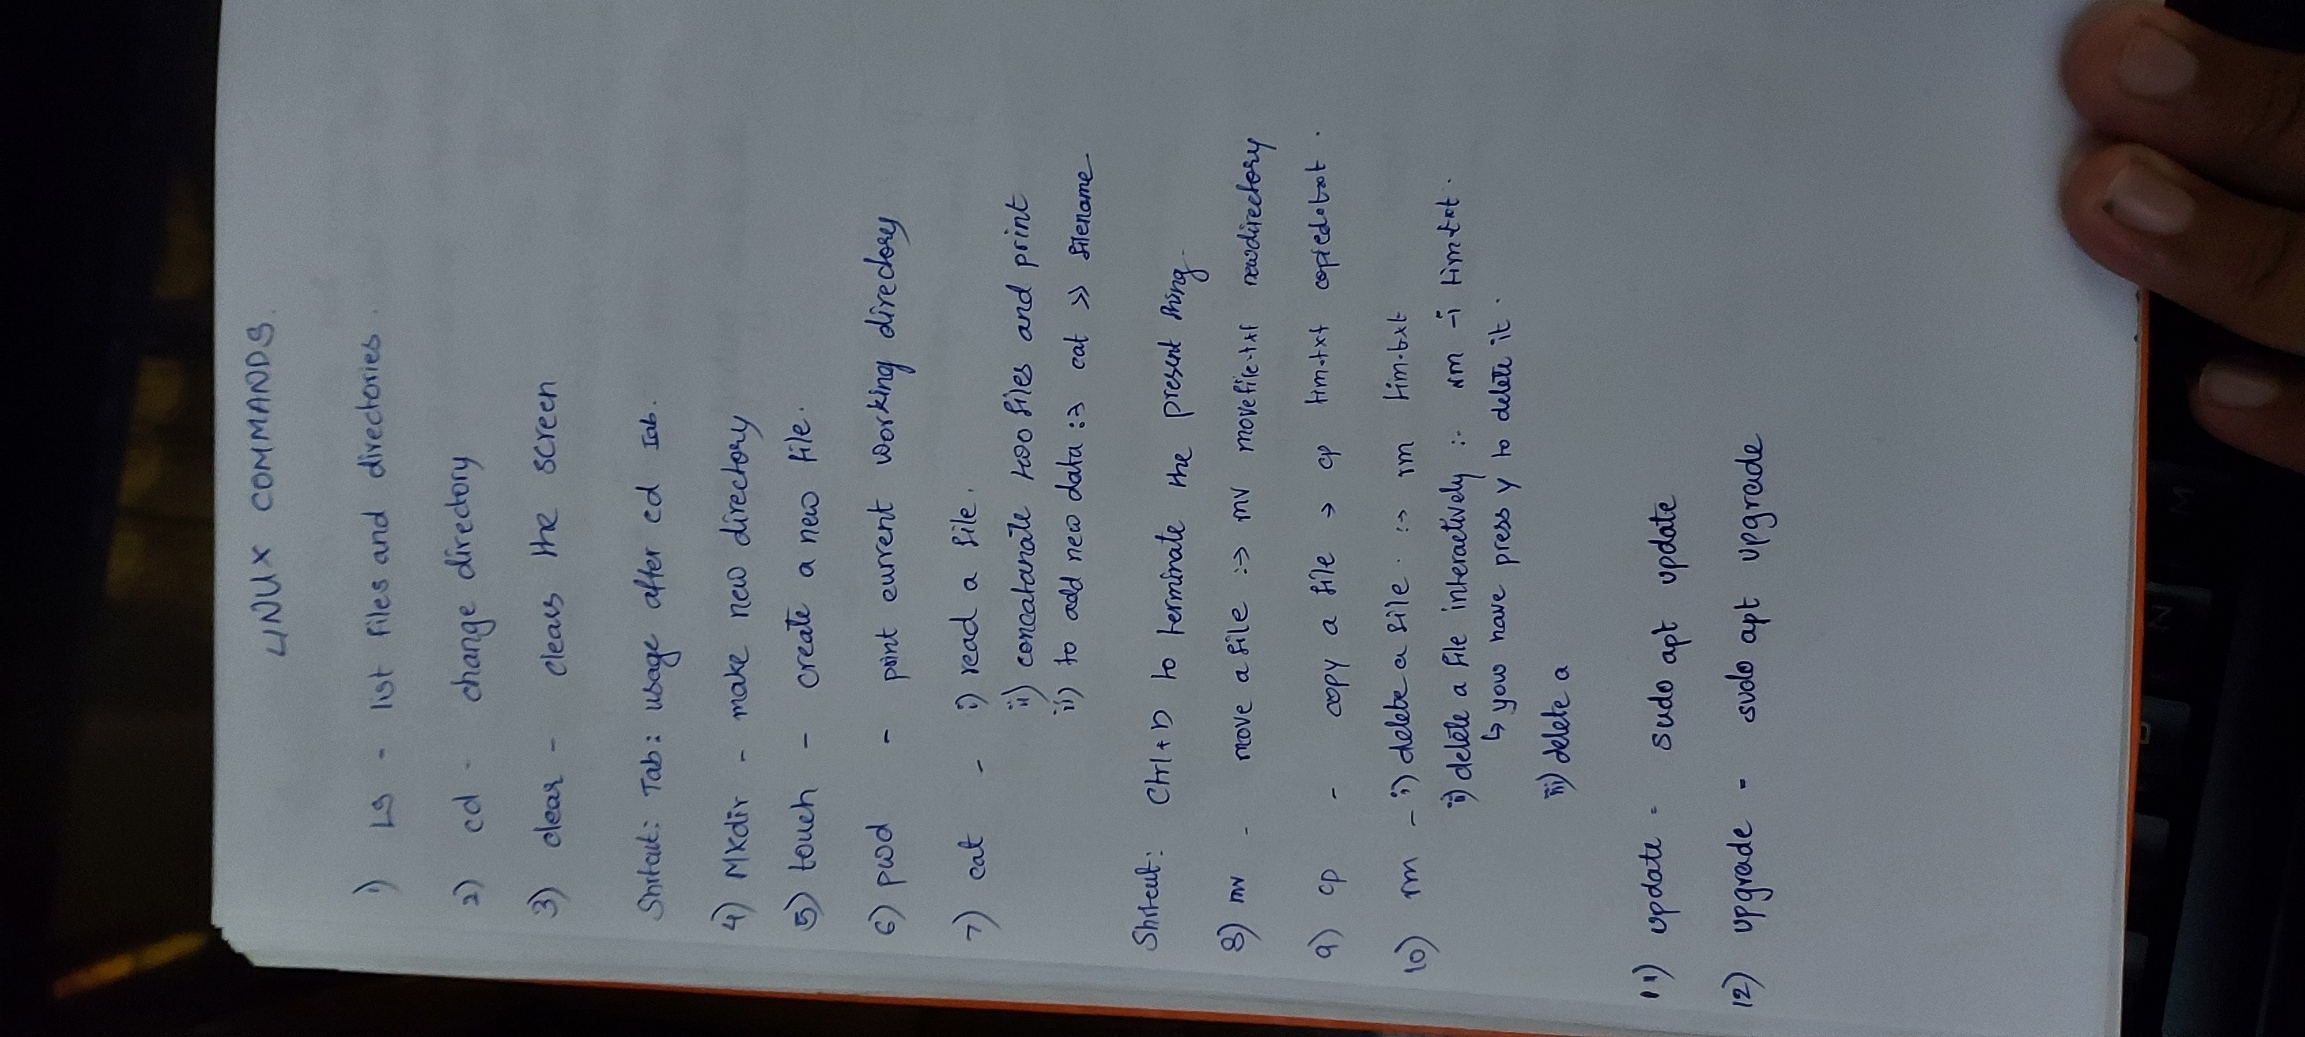 LINUX COMMANDS.
1) Ls - list files and directories.
2) cd - change directory
3) clear - clears the screen
Shrtcut: Tab: usage after cd Tab.
4) Mkdir - make new directory
5) touch - create a new file.
6) pwd - print current working directory
7) cat - i) read a file.
ii) concatanate two files and print
iii) to add new data :→ cat >> filename
Shrtcut: Ctrl+D to terminate the present thing.
8) mv - move a file :→ mv movefile.txt newdirectory
9) cp - copy a file → cp tim.txt copied.txt.
10) rm - i) delete a file. :→ rm tim.txt
ii) delete a file interactively :- rm -i tim.txt.
↳ you have press y to delete it.
iii) delete a
11) update - sudo apt update
12) upgrade - sudo apt upgrade
N M